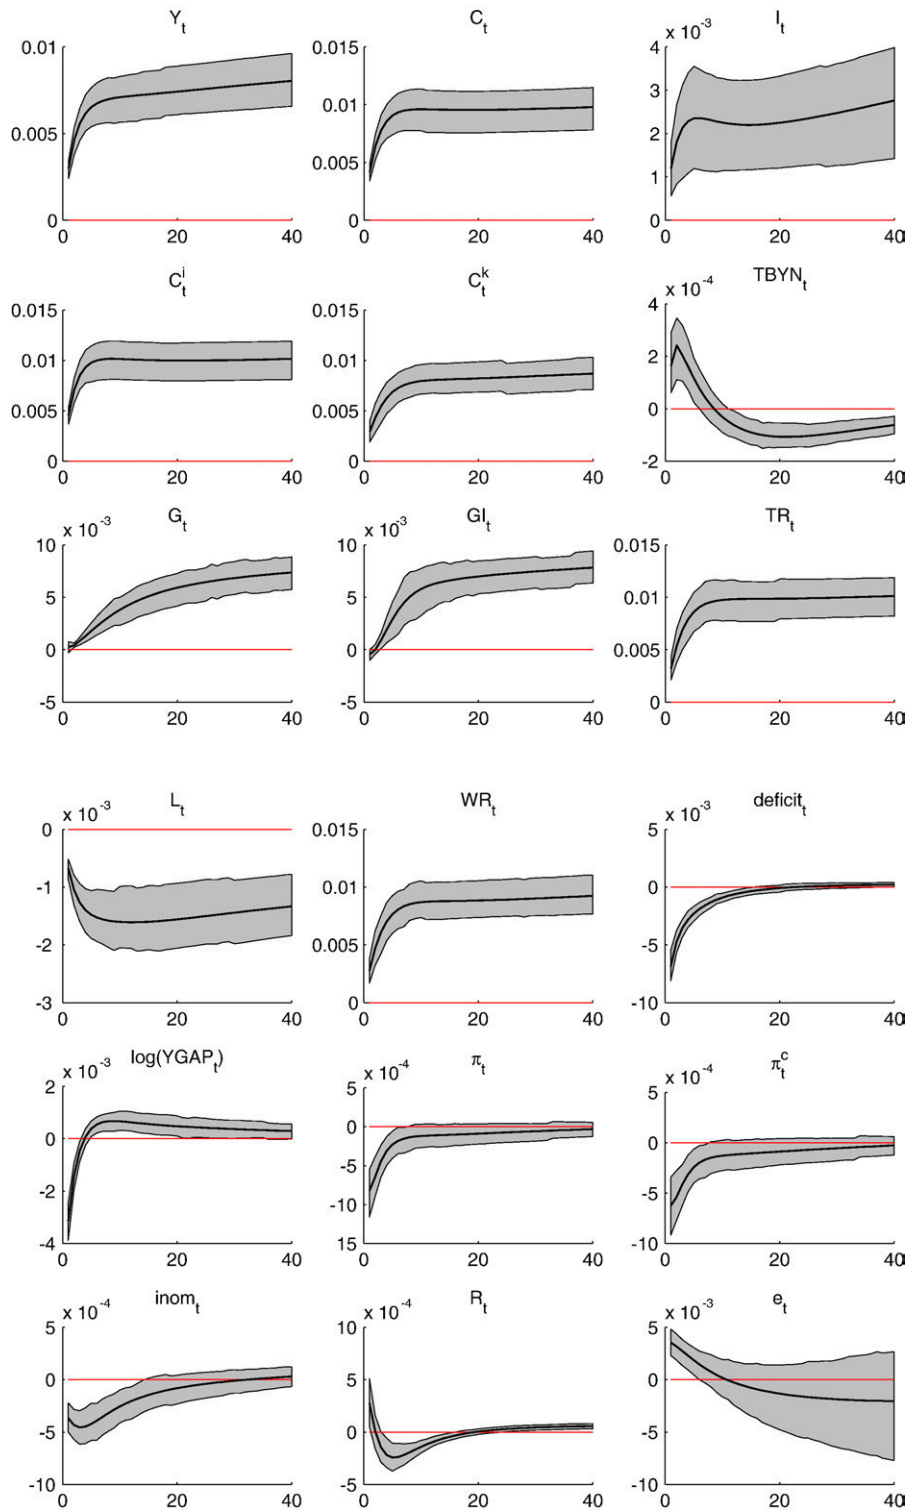 Y_t C_t I_t
x 10^-3
0.01 0.015 4
0.01 3
0.005 2
0.005 1
0 0 0
0 20 40 0 20 40 0 20 40
C_t^i C_t^k TBYN_t
x 10^-4
0.015 0.015 4
0.01 0.01 2
0.005 0.005 0
0 0 -2
0 20 40 0 20 40 0 20 40
G_t GI_t TR_t
x 10^-3 x 10^-3
10 10 0.015
5 5 0.01
0 0 0.005
-5 -5 0
0 20 40 0 20 40 0 20 40
L_t WR_t deficit_t
x 10^-3 x 10^-3
0 0.015 5
-1 0.01 0
-2 0.005 -5
-3 0 -10
0 20 40 0 20 40 0 20 40
log(YGAP_t) π_t π_t^c
x 10^-3 x 10^-4 x 10^-4
2 5 5
0 0 0
-2 -5 -5
-10
-4 15 -10
0 20 40 0 20 40 0 20 40
inom_t R_t e_t
x 10^-4 x 10^-4 x 10^-3
5 10 5
0 5 0
-5 0 -5
-10 -5 -10
0 20 40 0 20 40 0 20 40